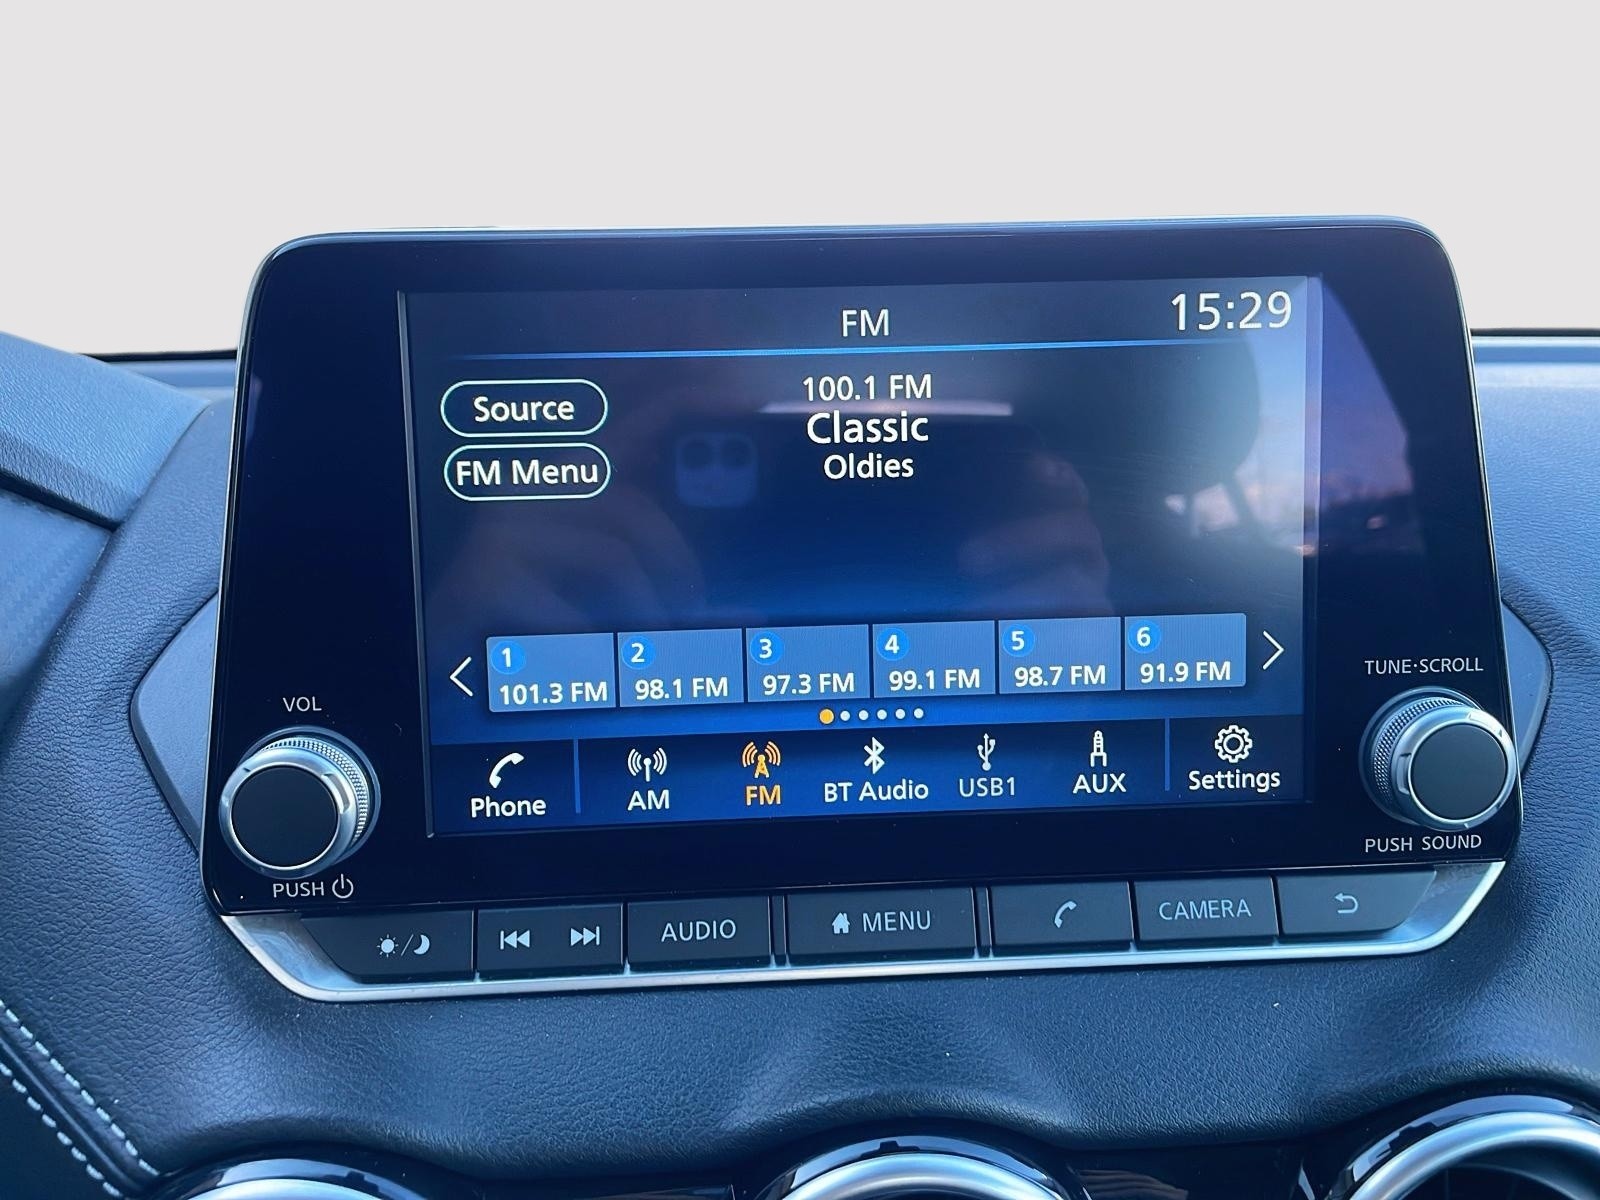 FM 15:29
100.1 FM
Source
Classic
FM Menu
Oldies
1 2 3 4 5 6
101.3 FM 98.1 FM 97.3 FM 99.1 FM 98.7 FM 91.9 FM
Phone AM FM BT Audio USB1 AUX Settings
VOL
PUSH
TUNE·SCROLL
PUSH SOUND
AUDIO MENU CAMERA